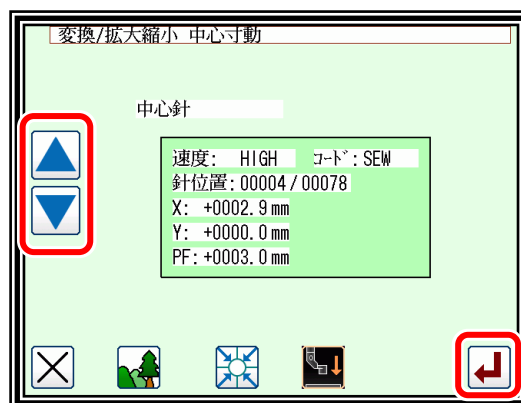 変換/拡大縮小 中心寸動
中心針
速度: HIGH コード:SEW
針位置:00004/00078
X: +0002.9mm
Y: +0000.0mm
PF:+0003.0mm